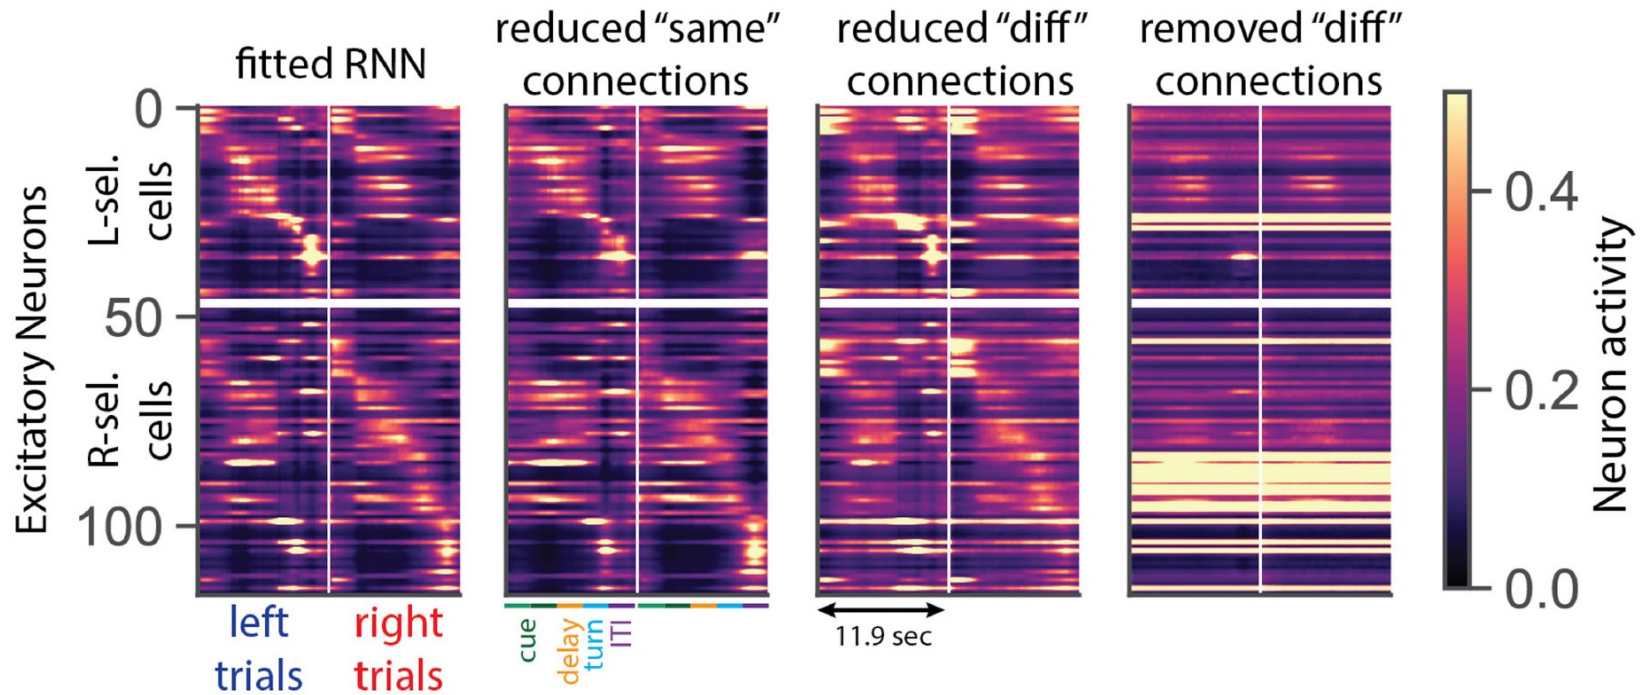 fitted RNN
reduced “same”
connections
reduced “diff”
connections
removed “diff”
connections
Excitatory Neurons
L-sel.
cells
R-sel.
cells
0
50
100
left
trials
right
trials
cue
delay
turn
ITI
11.9 sec
0.4
0.2
0.0
Neuron activity